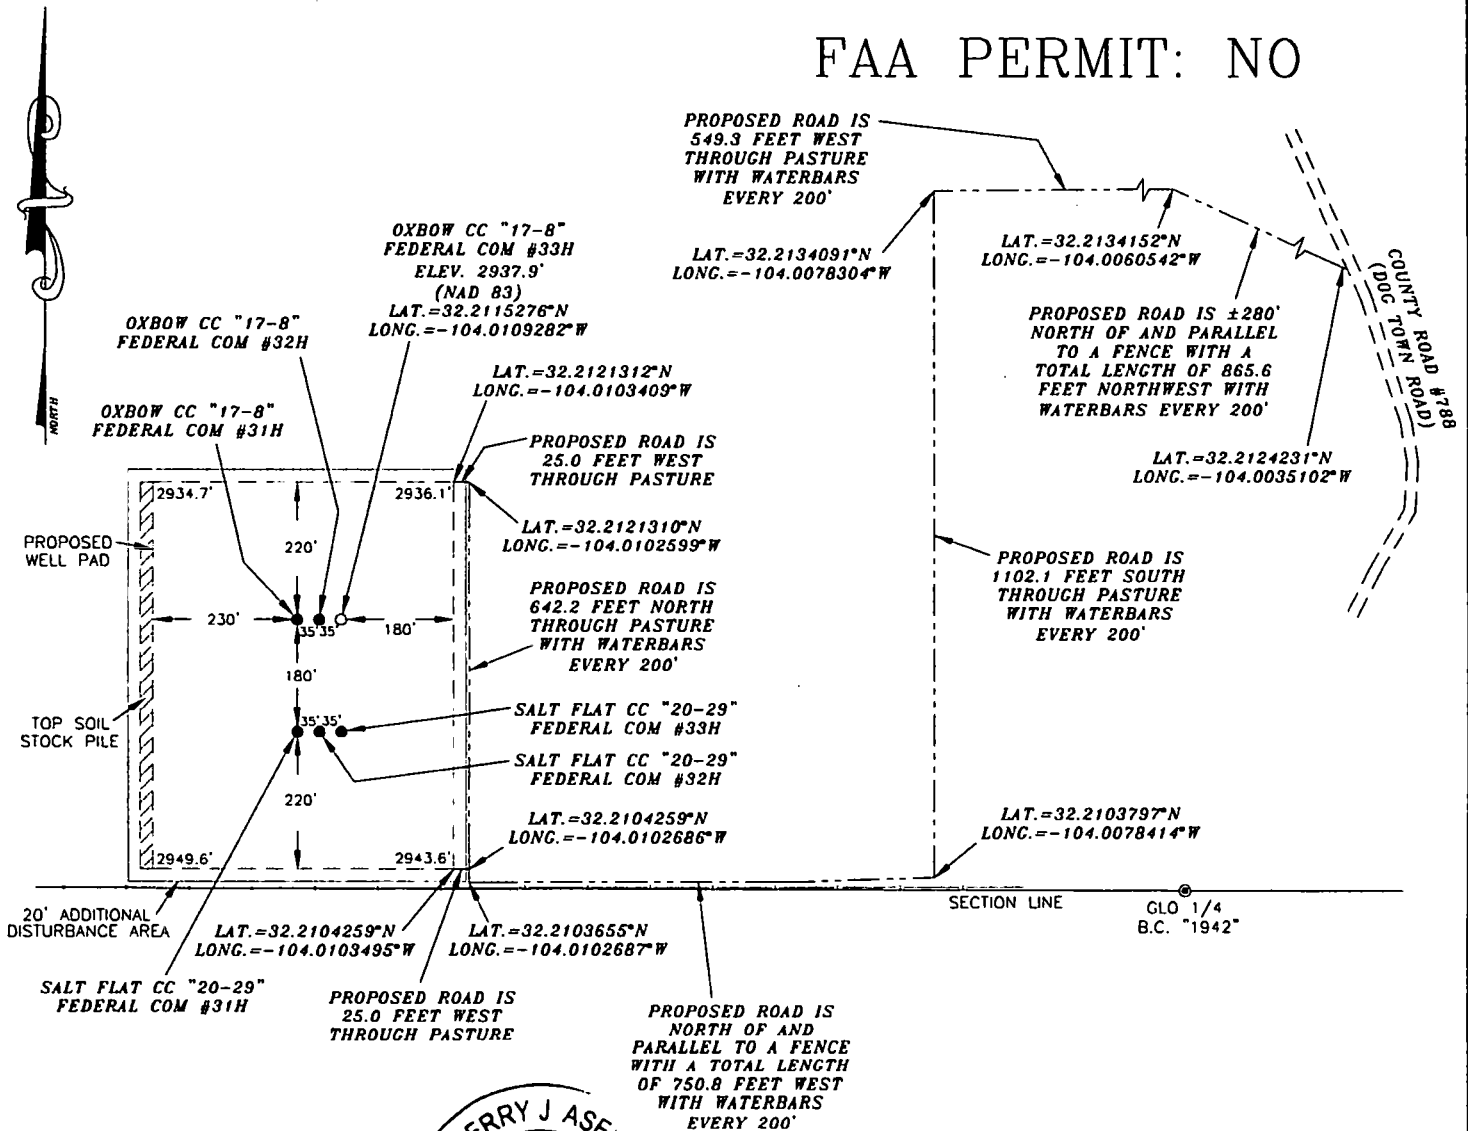 FAA PERMIT: NO
NORTH
PROPOSED ROAD IS
549.3 FEET WEST
THROUGH PASTURE
WITH WATERBARS
EVERY 200'
LAT.=32.2134091°N
LONG.=-104.0078304°W
LAT.=32.2134152°N
LONG.=-104.0060542°W
COUNTY ROAD #788
(DOG TOWN ROAD)
PROPOSED ROAD IS ±280'
NORTH OF AND PARALLEL
TO A FENCE WITH A
TOTAL LENGTH OF 865.6
FEET NORTHWEST WITH
WATERBARS EVERY 200'
LAT.=32.2124231°N
LONG.=-104.0035102°W
OXBOW CC "17-8"
FEDERAL COM #33H
ELEV. 2937.9'
(NAD 83)
LAT.=32.2115276°N
LONG.=-104.0109282°W
OXBOW CC "17-8"
FEDERAL COM #32H
OXBOW CC "17-8"
FEDERAL COM #31H
LAT.=32.2121312°N
LONG.=-104.0103409°W
PROPOSED ROAD IS
25.0 FEET WEST
THROUGH PASTURE
LAT.=32.2121310°N
LONG.=-104.0102599°W
PROPOSED ROAD IS
642.2 FEET NORTH
THROUGH PASTURE
WITH WATERBARS
EVERY 200'
PROPOSED ROAD IS
1102.1 FEET SOUTH
THROUGH PASTURE
WITH WATERBARS
EVERY 200'
2934.7'
2936.1'
PROPOSED
WELL PAD
220'
230'
35'35'
180'
180'
35'35'
220'
TOP SOIL
STOCK PILE
SALT FLAT CC "20-29"
FEDERAL COM #33H
SALT FLAT CC "20-29"
FEDERAL COM #32H
LAT.=32.2104259°N
LONG.=-104.0102686°W
LAT.=32.2103797°N
LONG.=-104.0078414°W
2949.6'
2943.6'
SECTION LINE
GLO 1/4
B.C. "1942"
20' ADDITIONAL
DISTURBANCE AREA
LAT.=32.2104259°N
LONG.=-104.0103495°W
LAT.=32.2103655°N
LONG.=-104.0102687°W
SALT FLAT CC "20-29"
FEDERAL COM #31H
PROPOSED ROAD IS
25.0 FEET WEST
THROUGH PASTURE
PROPOSED ROAD IS
NORTH OF AND
PARALLEL TO A FENCE
WITH A TOTAL LENGTH
OF 750.8 FEET WEST
WITH WATERBARS
EVERY 200'
J